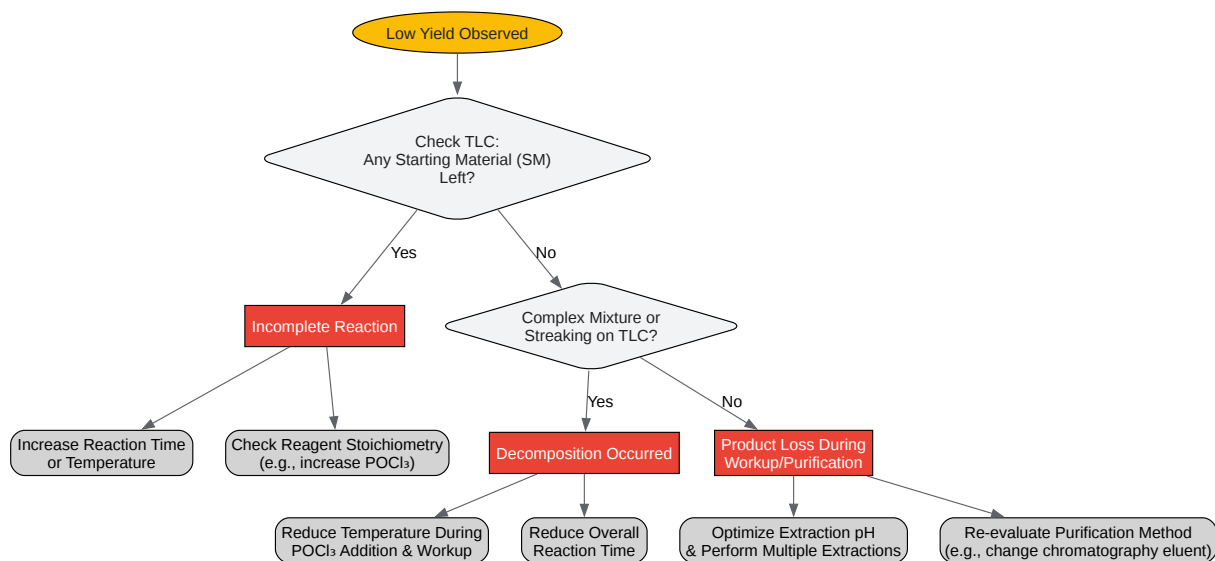 Low Yield Observed
Check TLC:
Any Starting Material (SM)
Left?
Yes
No
Incomplete Reaction
Complex Mixture or
Streaking on TLC?
Yes
No
Increase Reaction Time
or Temperature
Check Reagent Stoichiometry
(e.g., increase POCl₃)
Decomposition Occurred
Product Loss During
Workup/Purification
Reduce Temperature During
POCl₃ Addition & Workup
Reduce Overall
Reaction Time
Optimize Extraction pH
& Perform Multiple Extractions
Re-evaluate Purification Method
(e.g., change chromatography eluent)